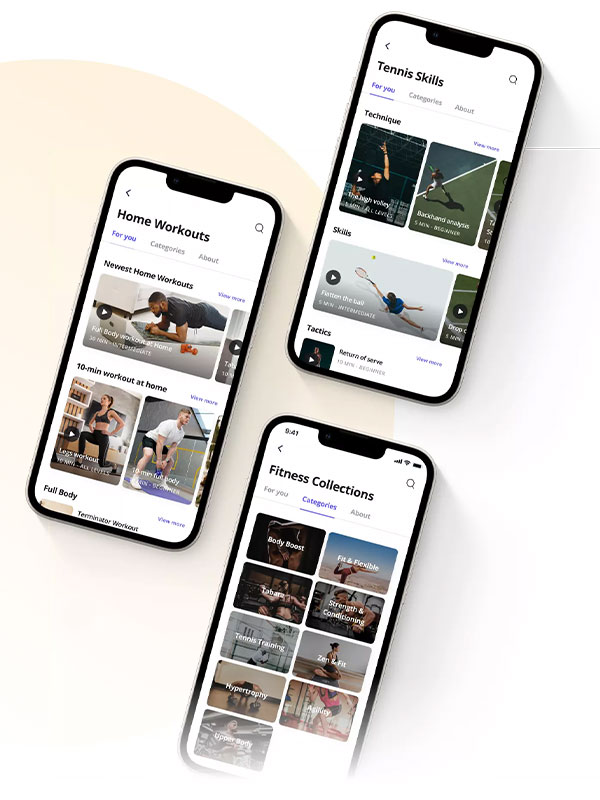 Tennis Skills
For you
Categories
About
Technique
View more
The high volley
5 MIN · ALL LEVELS
Backhand analysis
5 MIN · BEGINNER
Skills
View more
Flatten the ball
5 MIN · INTERMEDIATE
Drop
Tactics
View more
Return of serve
10 MIN · BEGINNER
Home Workouts
For you
Categories
About
Newest Home Workouts
View more
Full Body workout at Home
30 MIN · INTERMEDIATE
10-min workout at home
View more
Legs workout
10 MIN · ALL LEVELS
10-min full body
10 MIN · BEGINNER
Full Body
View more
Terminator Workout
9:41
Fitness Collections
For you
Categories
About
Body Boost
Fit & Flexible
Tabata
Strength &
Conditioning
Tennis Training
Zen & Fit
Hypertrophy
Agility
Upper Body